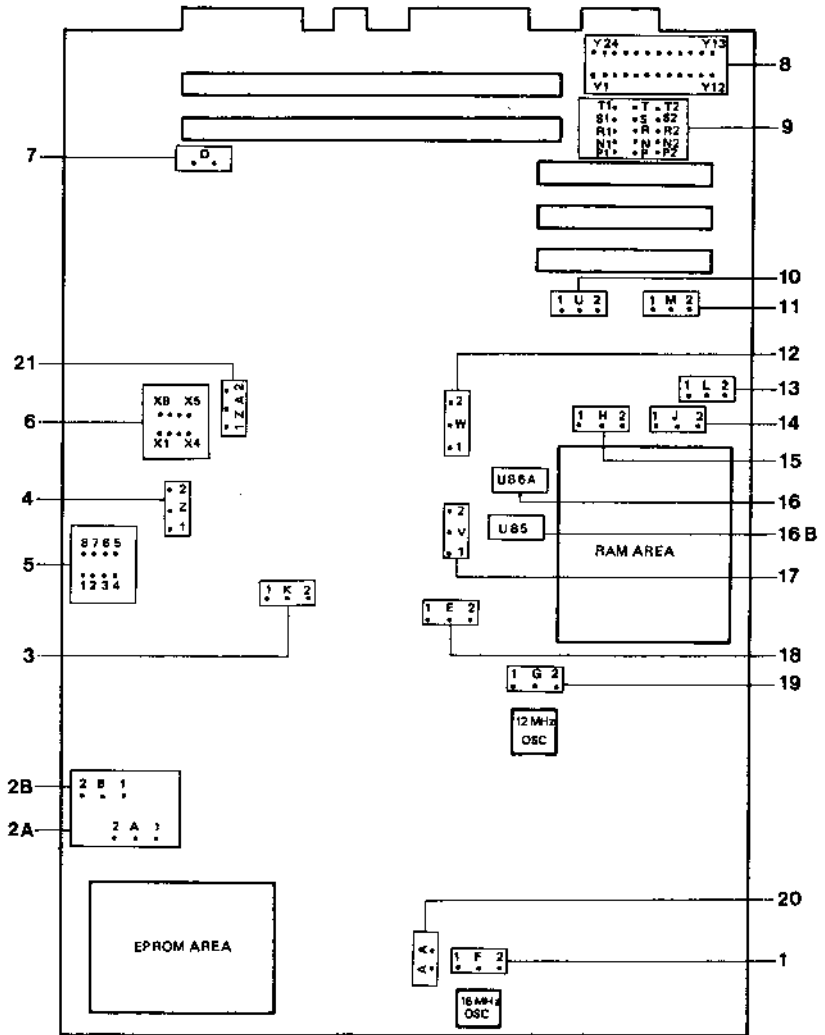 Y24 Y13
8
Y1 Y12
T1 T T2
S1 S S2
9
R1 R R2
N1 N N2
P1 P P2
7
D
10
1 U 2
1 M 2
11
21
12
2
A
Z
1
6
X8 X5
X1 X4
2
W
1
1 L 2
13
1 H 2
1 J 2
14
15
4
2
Z
1
U86A
16
2
V
1
U85
16B
5
8765
1234
RAM AREA
17
1 K 2
1 E 2
3
18
1 G 2
19
12 MHz
OSC
2B
2 B 1
2A
2 A 1
20
EPROM AREA
A A
1 F 2
1
16 MHz
OSC